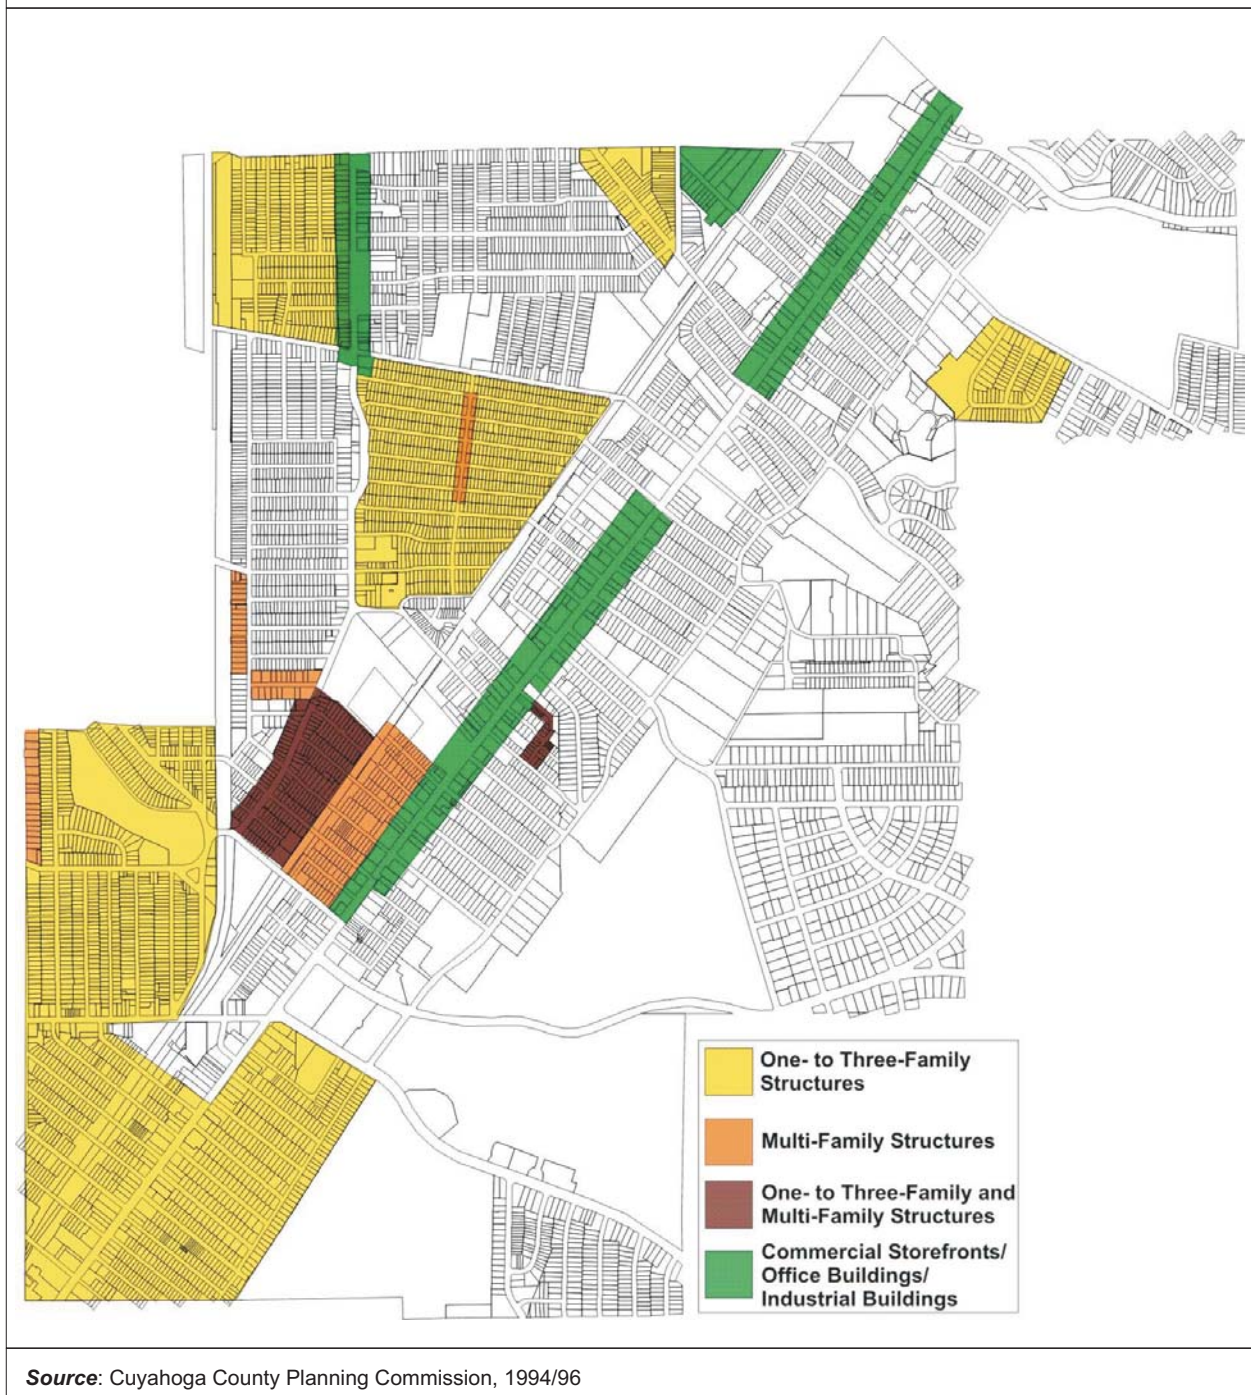 One- to Three-Family
Structures
Multi-Family Structures
One- to Three-Family and
Multi-Family Structures
Commercial Storefronts/
Office Buildings/
Industrial Buildings
Source: Cuyahoga County Planning Commission, 1994/96